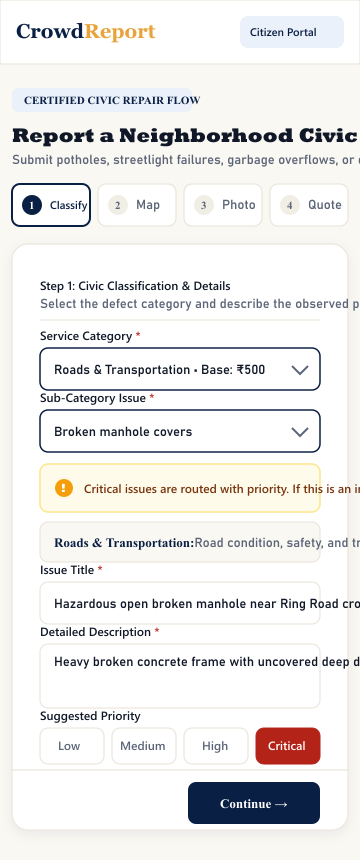 CrowdReport
Citizen Portal
CERTIFIED CIVIC REPAIR FLOW
Report a Neighborhood Civic
Submit potholes, streetlight failures, garbage overflows, or
1 Classify 2 Map 3 Photo 4 Quote
Step 1: Civic Classification & Details
Select the defect category and describe the observed
Service Category *
Roads & Transportation • Base: ₹500
Sub-Category Issue *
Broken manhole covers
Critical issues are routed with priority. If this is an
Roads & Transportation:Road condition, safety, and
Issue Title *
Hazardous open broken manhole near Ring Road
Detailed Description *
Heavy broken concrete frame with uncovered deep
Suggested Priority
Low Medium High Critical
Continue →